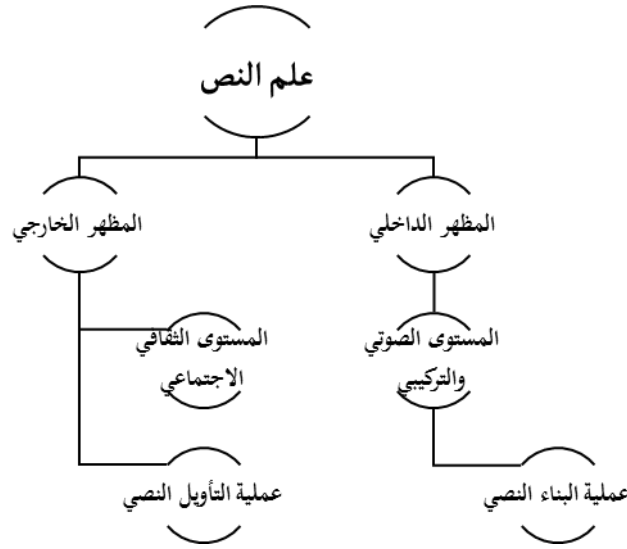 علم النص
المظهر الداخلي
المظهر الخارجي
المستوى الصوتي
والتركيبي
المستوى الثقافي
الاجتماعي
عملية البناء النصي
عملية التأويل النصي